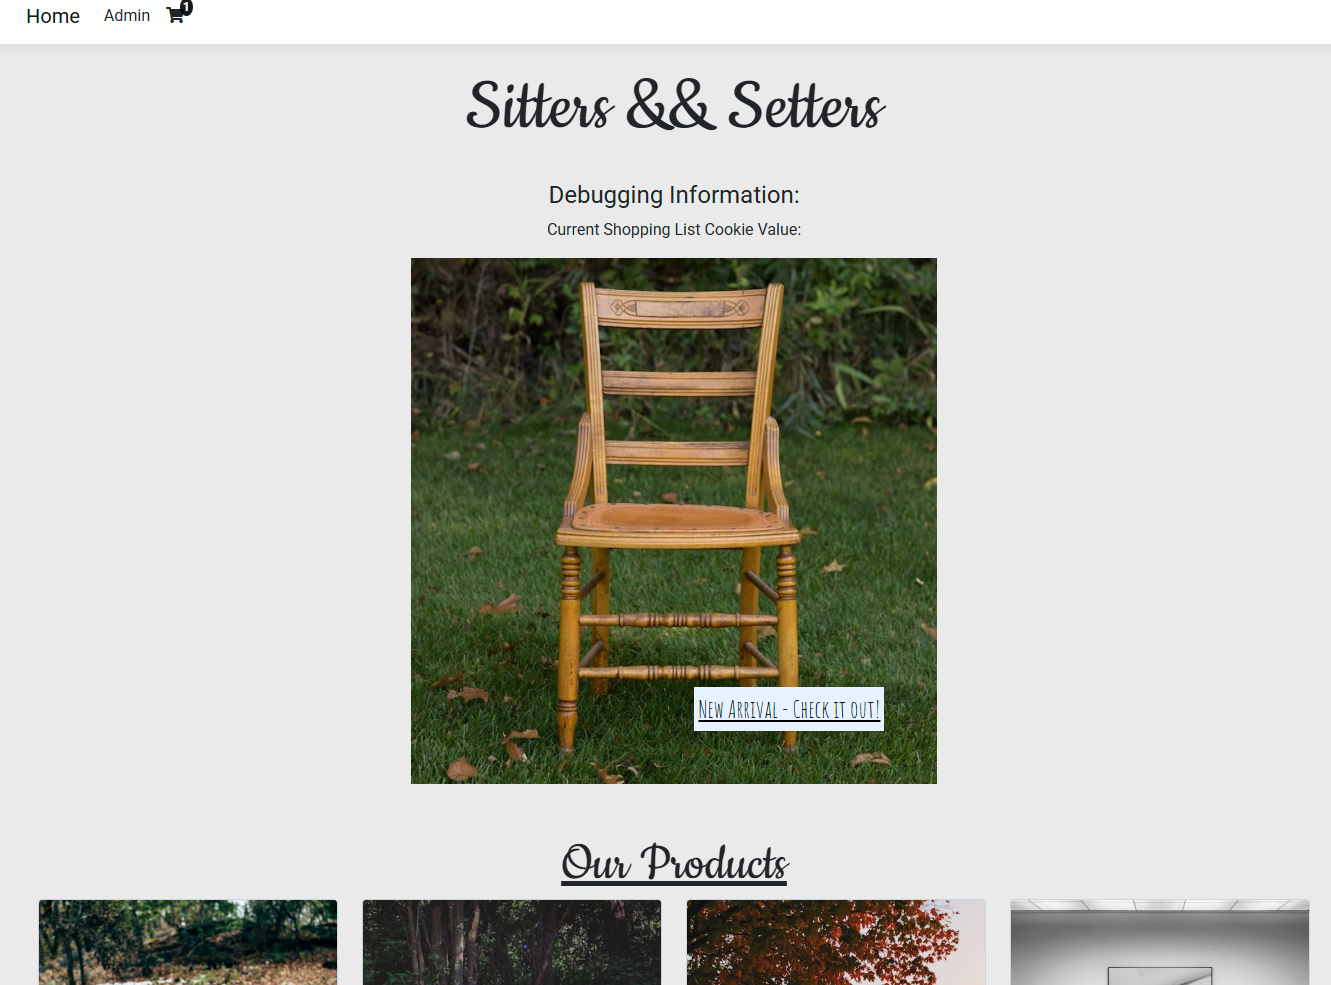 Home Admin 1
Sitters && Setters
Debugging Information:
Current Shopping List Cookie Value:
New Arrival - Check it out!
Our Products